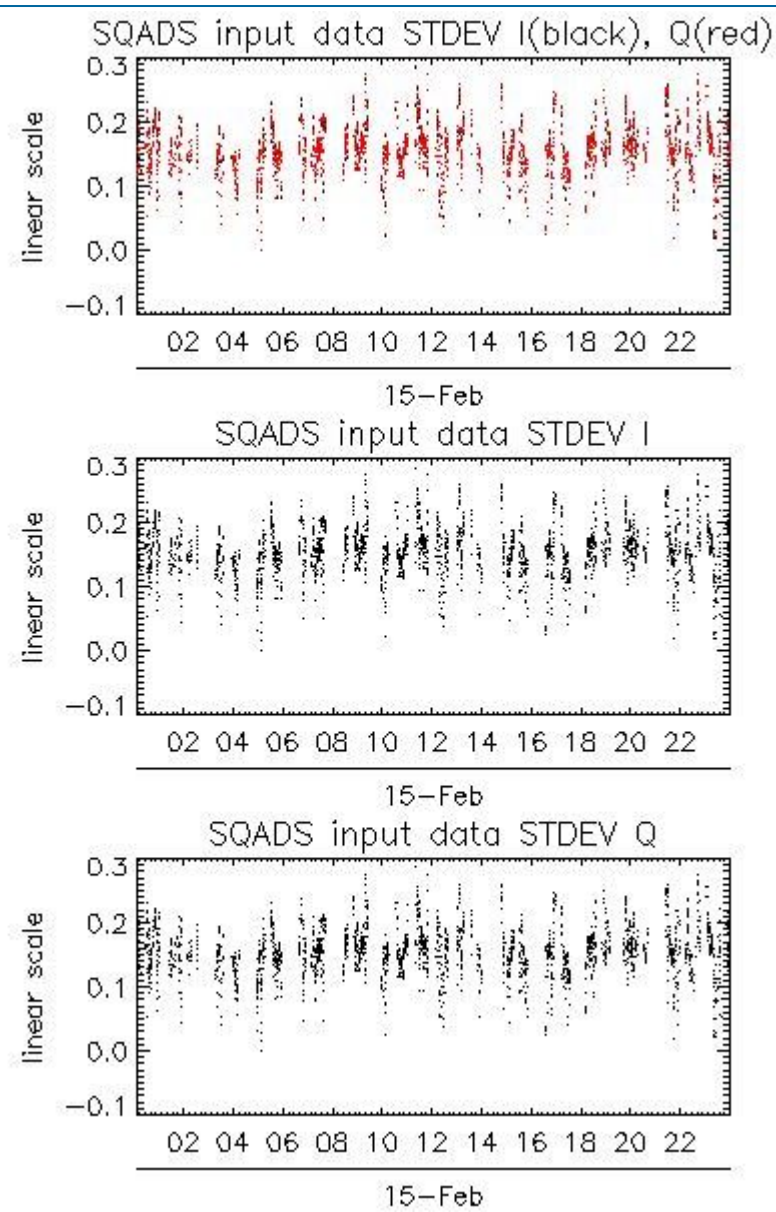 SQADS input data STDEV I(black), Q(red)
0.3
0.2
0.1
0.0
−0.1
linear scale
02 04 06 08 10 12 14 16 18 20 22
15−Feb
SQADS input data STDEV I
0.3
0.2
0.1
0.0
−0.1
linear scale
02 04 06 08 10 12 14 16 18 20 22
15−Feb
SQADS input data STDEV Q
0.3
0.2
0.1
0.0
−0.1
linear scale
02 04 06 08 10 12 14 16 18 20 22
15−Feb